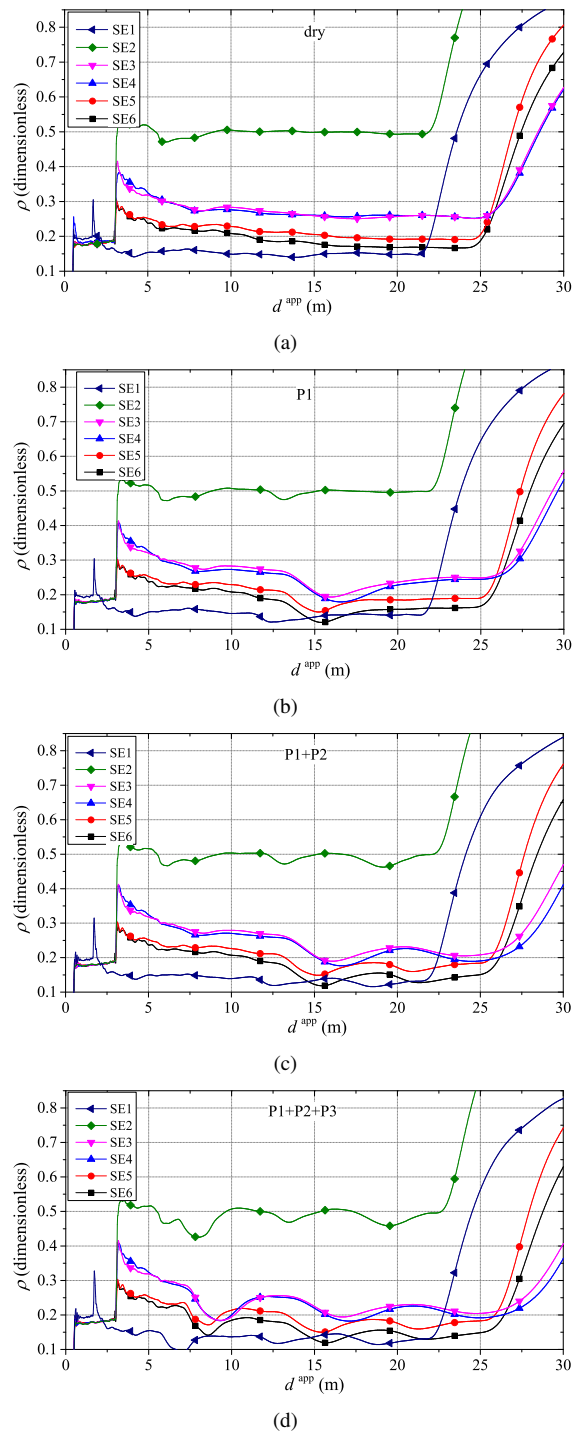 dry
SE1
SE2
SE3
SE4
SE5
SE6
0.8
0.7
0.6
0.5
0.4
0.3
0.2
0.1
ρ (dimensionless)
0 5 10 15 20 25 30
d app (m)
(a)
P1
SE1
SE2
SE3
SE4
SE5
SE6
0.8
0.7
0.6
0.5
0.4
0.3
0.2
0.1
ρ (dimensionless)
0 5 10 15 20 25 30
d app (m)
(b)
P1+P2
SE1
SE2
SE3
SE4
SE5
SE6
0.8
0.7
0.6
0.5
0.4
0.3
0.2
0.1
ρ (dimensionless)
0 5 10 15 20 25 30
d app (m)
(c)
P1+P2+P3
SE1
SE2
SE3
SE4
SE5
SE6
0.8
0.7
0.6
0.5
0.4
0.3
0.2
0.1
ρ (dimensionless)
0 5 10 15 20 25 30
d app (m)
(d)